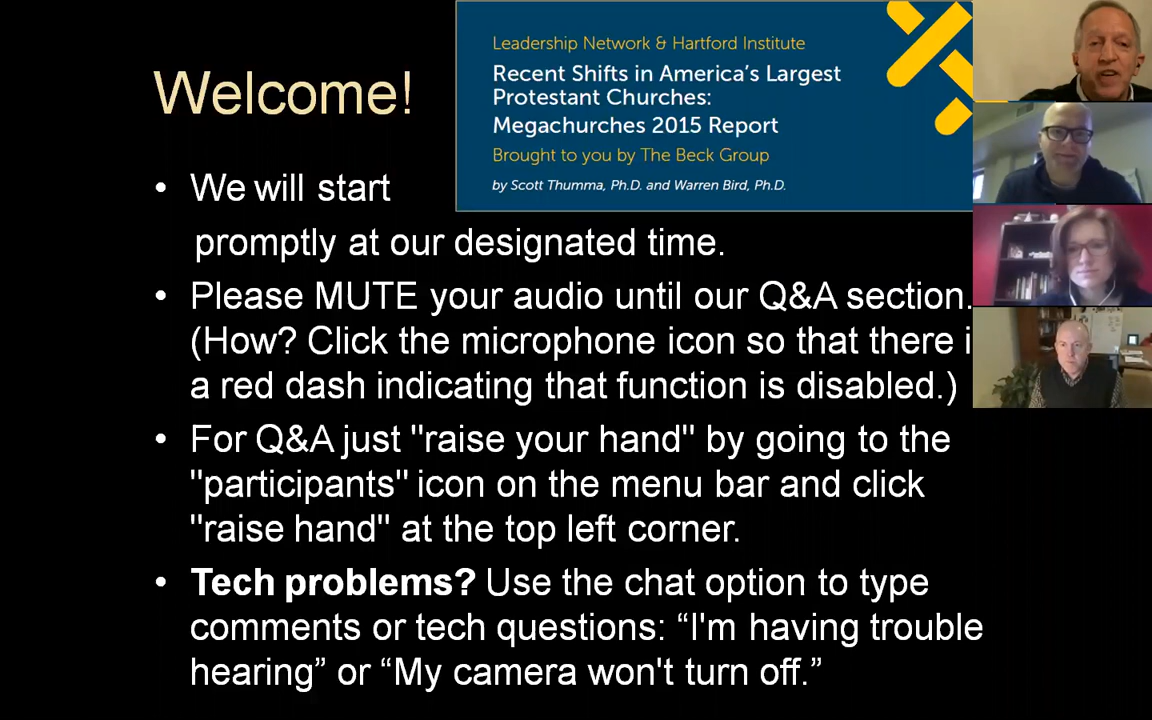 Leadership Network & Hartford Institute
Recent Shifts in America's Largest
Protestant Churches:
Megachurches 2015 Report
Brought to you by The Beck Group
by Scott Thumma, Ph.D. and Warren Bird, Ph.D.
Welcome!
• We will start
promptly at our designated time.
• Please MUTE your audio until our Q&A section.
(How? Click the microphone icon so that there i
a red dash indicating that function is disabled.)
• For Q&A just "raise your hand" by going to the
"participants" icon on the menu bar and click
"raise hand" at the top left corner.
• Tech problems? Use the chat option to type
comments or tech questions: “I'm having trouble
hearing” or “My camera won't turn off.”